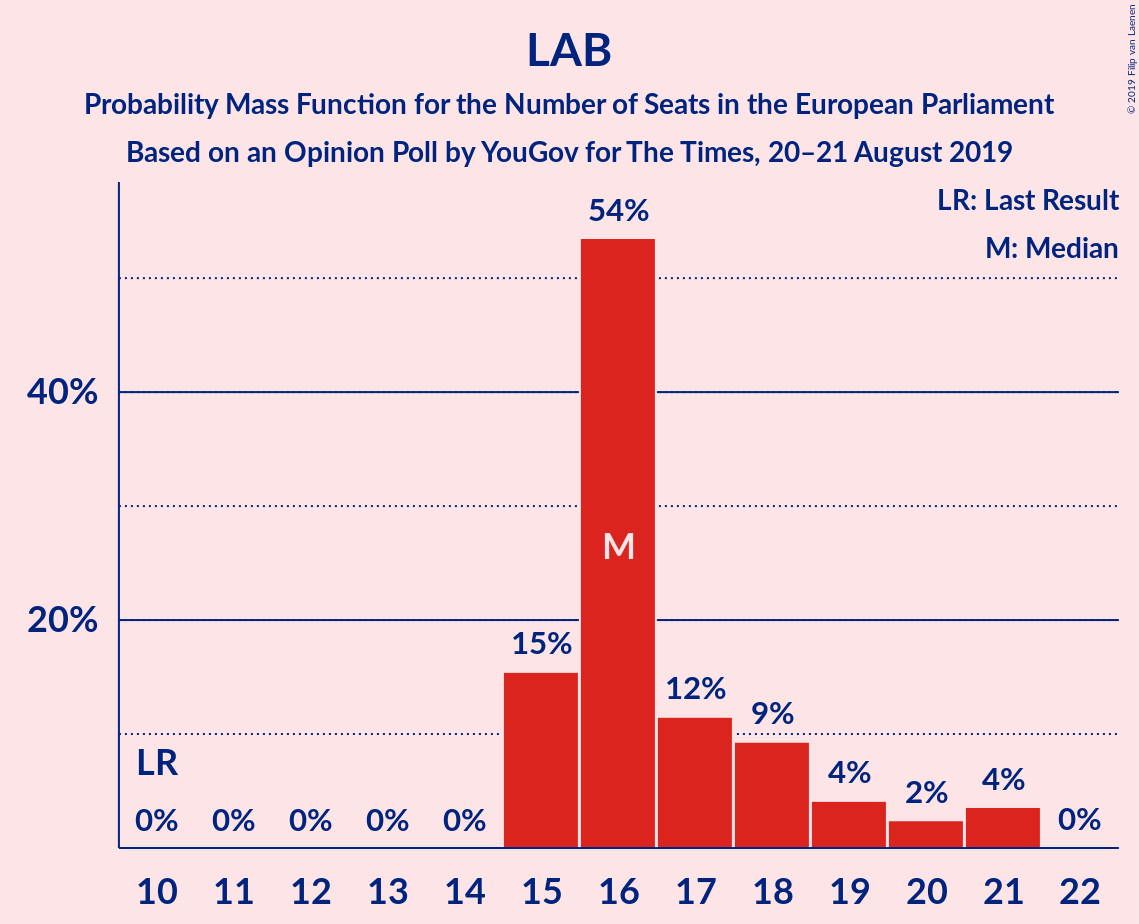 LAB
Probability Mass Function for the Number of Seats in the European Parliament
Based on an Opinion Poll by YouGov for The Times, 20–21 August 2019
© 2019 Filip van Laenen
LR: Last Result
M: Median
54%
40%
M
20%
15%
12%
9%
LR
4%
2%
4%
0%
0%
0%
0%
0%
0%
10 11 12 13 14 15 16 17 18 19 20 21 22